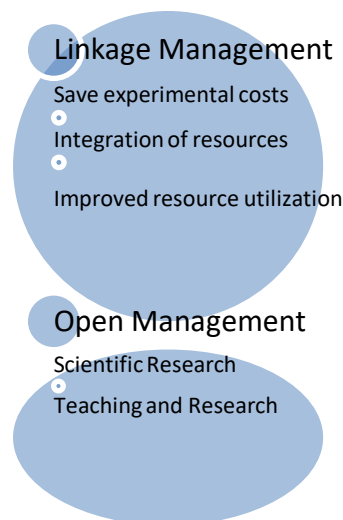 Linkage Management
Save experimental costs
Integration of resources
Improved resource utilization
Open Management
Scientific Research
Teaching and Research